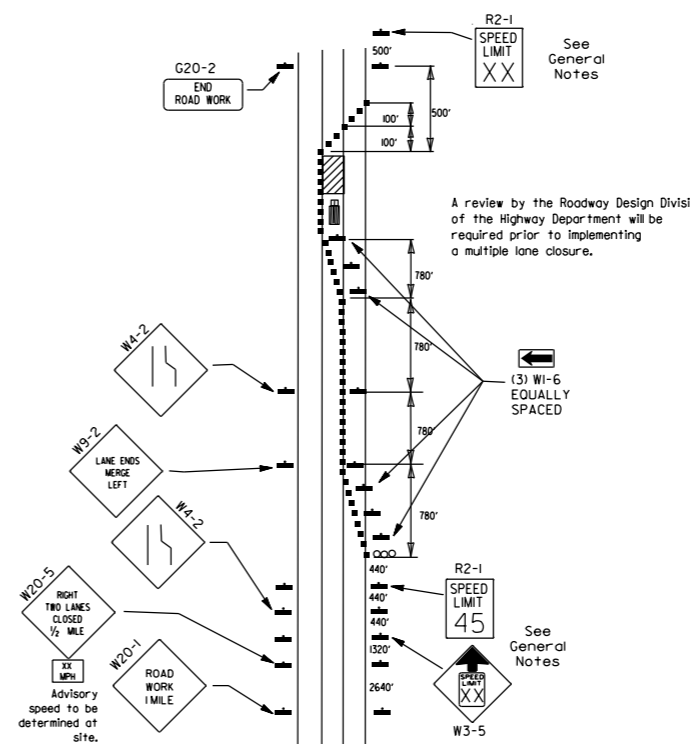 R2-1
SPEED
LIMIT
XX
See
General
Notes
500'
G20-2
END
ROAD WORK
500'
100'
100'
A review by the Roadway Design Divisi
of the Highway Department will be
required prior to implementing
a multiple lane closure.
780'
780'
W4-2
(3) W1-6
EQUALLY
SPACED
780'
W9-2
LANE ENDS
MERGE
LEFT
780'
W4-2
440'
R2-1
SPEED
LIMIT
45
440'
440'
W20-5
RIGHT
TWO LANES
CLOSED
1/2 MILE
XX
MPH
Advisory
speed to be
determined at
site.
1320'
See
General
Notes
W20-1
ROAD
WORK
1 MILE
2640'
SPEED
LIMIT
XX
W3-5